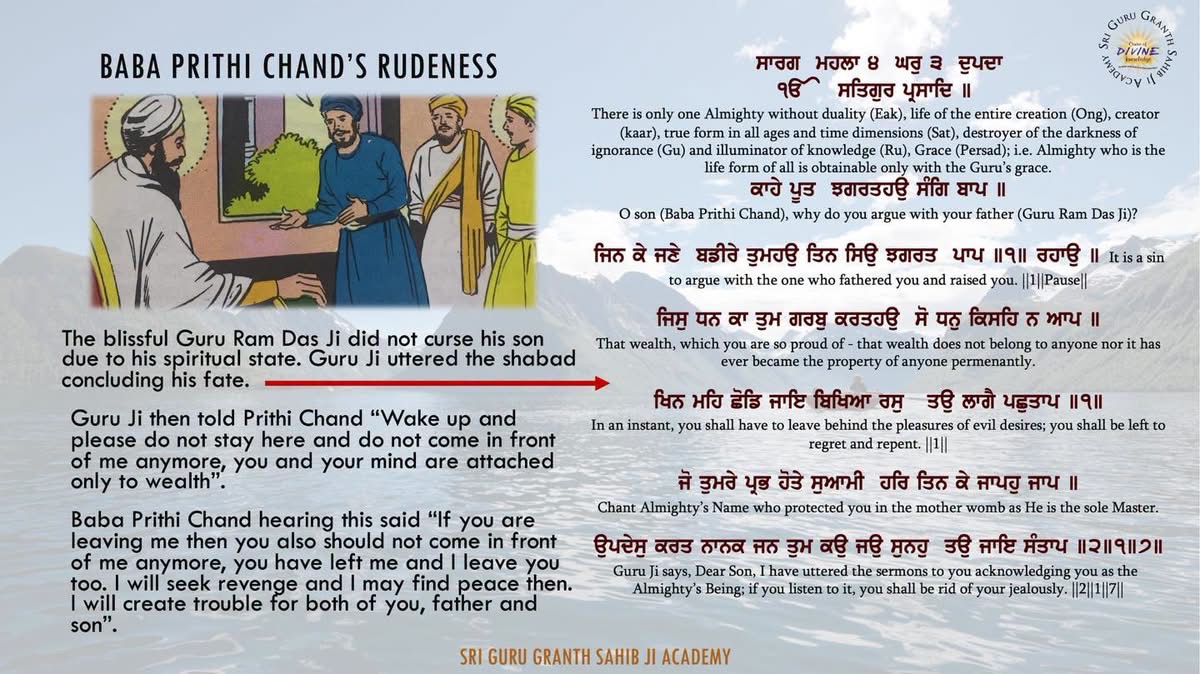 BABA PRITHI CHAND'S RUDENESS
The blissful Guru Ram Das Ji did not curse his son
due to his spiritual state. Guru Ji uttered the shabad
concluding his fate.
Guru Ji then told Prithi Chand “Wake up and
please do not stay here and do not come in front
of me anymore, you and your mind are attached
only to wealth”.
Baba Prithi Chand hearing this said “If you are
leaving me then you also should not come in front
of me anymore, you have left me and I leave you
too. I will seek revenge and I may find peace then.
I will create trouble for both of you, father and
son”.
ਸਾਰਗ ਮਹਲਾ ੪ ਘਰੁ ੩ ਦੁਪਦਾ
ੴ ਸਤਿਗੁਰ ਪ੍ਰਸਾਦਿ ॥
There is only one Almighty without duality (Eak), life of the entire creation (Ong), creator
(kaar), true form in all ages and time dimensions (Sat), destroyer of the darkness of
ignorance (Gu) and illuminator of knowledge (Ru), Grace (Persad); i.e. Almighty who is the
life form of all is obtainable only with the Guru's grace.
ਕਾਹੇ ਪੂਤ ਝਗਰਤਹਉ ਸੰਗਿ ਬਾਪ ॥
O son (Baba Prithi Chand), why do you argue with your father (Guru Ram Das Ji)?
ਜਿਨ ਕੇ ਜਣੇ ਬਡੀਰੇ ਤੁਮਹਉ ਤਿਨ ਸਿਉ ਝਗਰਤ ਪਾਪ ॥੧॥ ਰਹਾਉ ॥ It is a sin
to argue with the one who fathered you and raised you. ||1||Pause||
ਜਿਸੁ ਧਨ ਕਾ ਤੁਮ ਗਰਬੁ ਕਰਤਹਉ ਸੋ ਧਨੁ ਕਿਸਹਿ ਨ ਆਪ ॥
That wealth, which you are so proud of - that wealth does not belong to anyone nor it has
ever became the property of anyone permenantly.
ਖਿਨ ਮਹਿ ਛੋਡਿ ਜਾਇ ਬਿਖਿਆ ਰਸੁ ਤਉ ਲਾਗੈ ਪਛੁਤਾਪ ॥੧॥
In an instant, you shall have to leave behind the pleasures of evil desires; you shall be left to
regret and repent. ||1||
ਜੋ ਤੁਮਰੇ ਪ੍ਰਭ ਹੋਤੇ ਸੁਆਮੀ ਹਰਿ ਤਿਨ ਕੇ ਜਾਪਹੁ ਜਾਪ ॥
Chant Almighty's Name who protected you in the mother womb as He is the sole Master.
ਉਪਦੇਸੁ ਕਰਤ ਨਾਨਕ ਜਨ ਤੁਮ ਕਉ ਜਉ ਸੁਨਹੁ ਤਉ ਜਾਇ ਸੰਤਾਪ ॥੨॥੧॥੭॥
Guru Ji says, Dear Son, I have uttered the sermons to you acknowledging you as the
Almighty's Being; if you listen to it, you shall be rid of your jealously. ||2||1||7||
SRI GURU GRANTH SAHIB JI ACADEMY
DIVINE
knowledge
SRI GURU GRANTH SAHIB JI ACADEMY